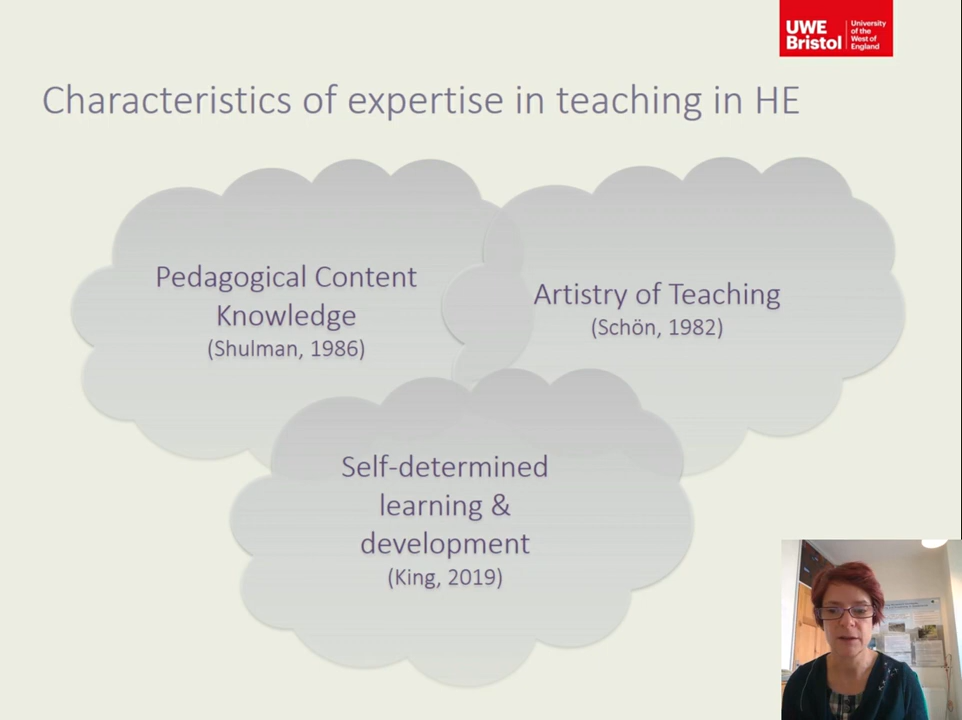 UWE
Bristol
University
of the
West of
England
Characteristics of expertise in teaching in HE
Pedagogical Content
Knowledge
(Shulman, 1986)
Artistry of Teaching
(Schön, 1982)
Self-determined
learning &
development
(King, 2019)